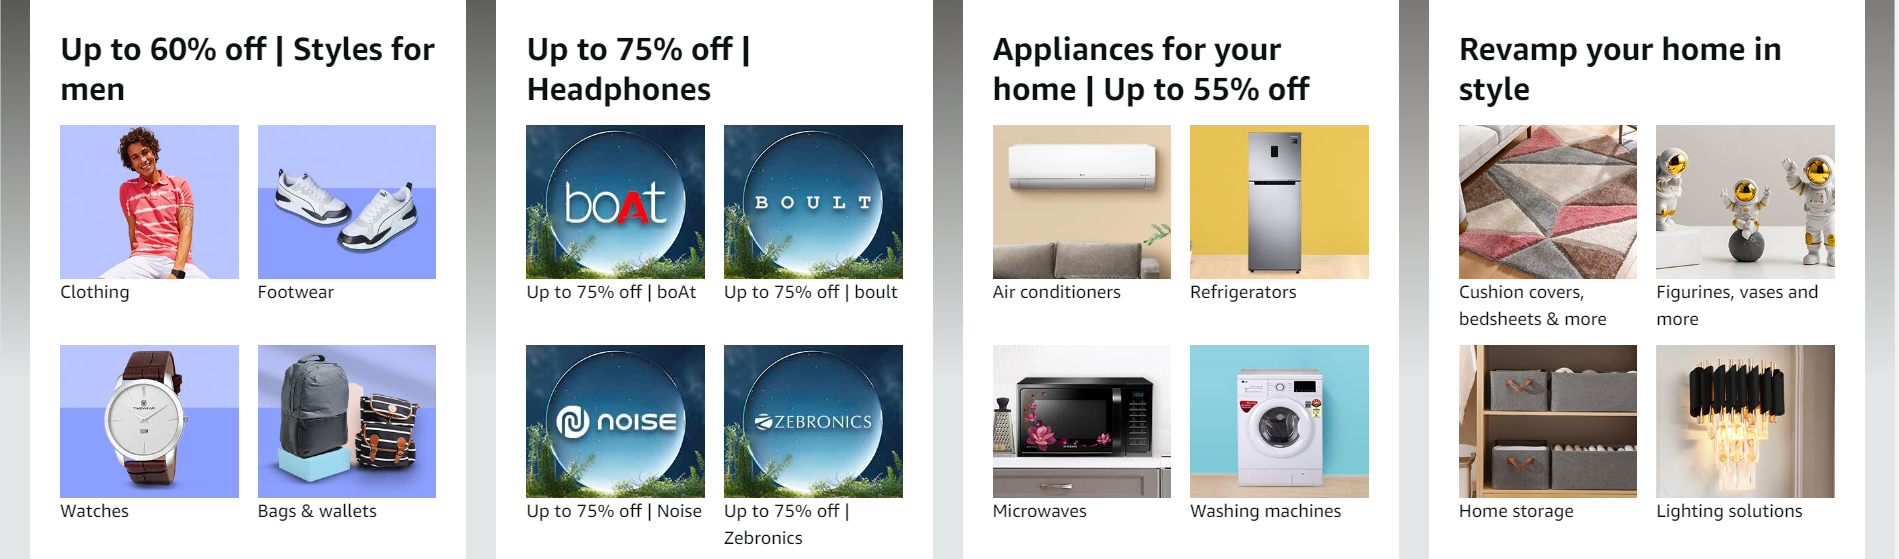 Up to 60% off | Styles for
men
Clothing
Footwear
TIMEWEAR
Watches
Bags & wallets
Up to 75% off |
Headphones
boAt
Up to 75% off | boAt
BOULT
Up to 75% off | boult
noise
Up to 75% off | Noise
ZEBRONICS
Up to 75% off |
Zebronics
Appliances for your
home | Up to 55% off
Air conditioners
Refrigerators
Microwaves
Washing machines
Revamp your home in
style
Cushion covers,
bedsheets & more
Figurines, vases and
more
Home storage
Lighting solutions